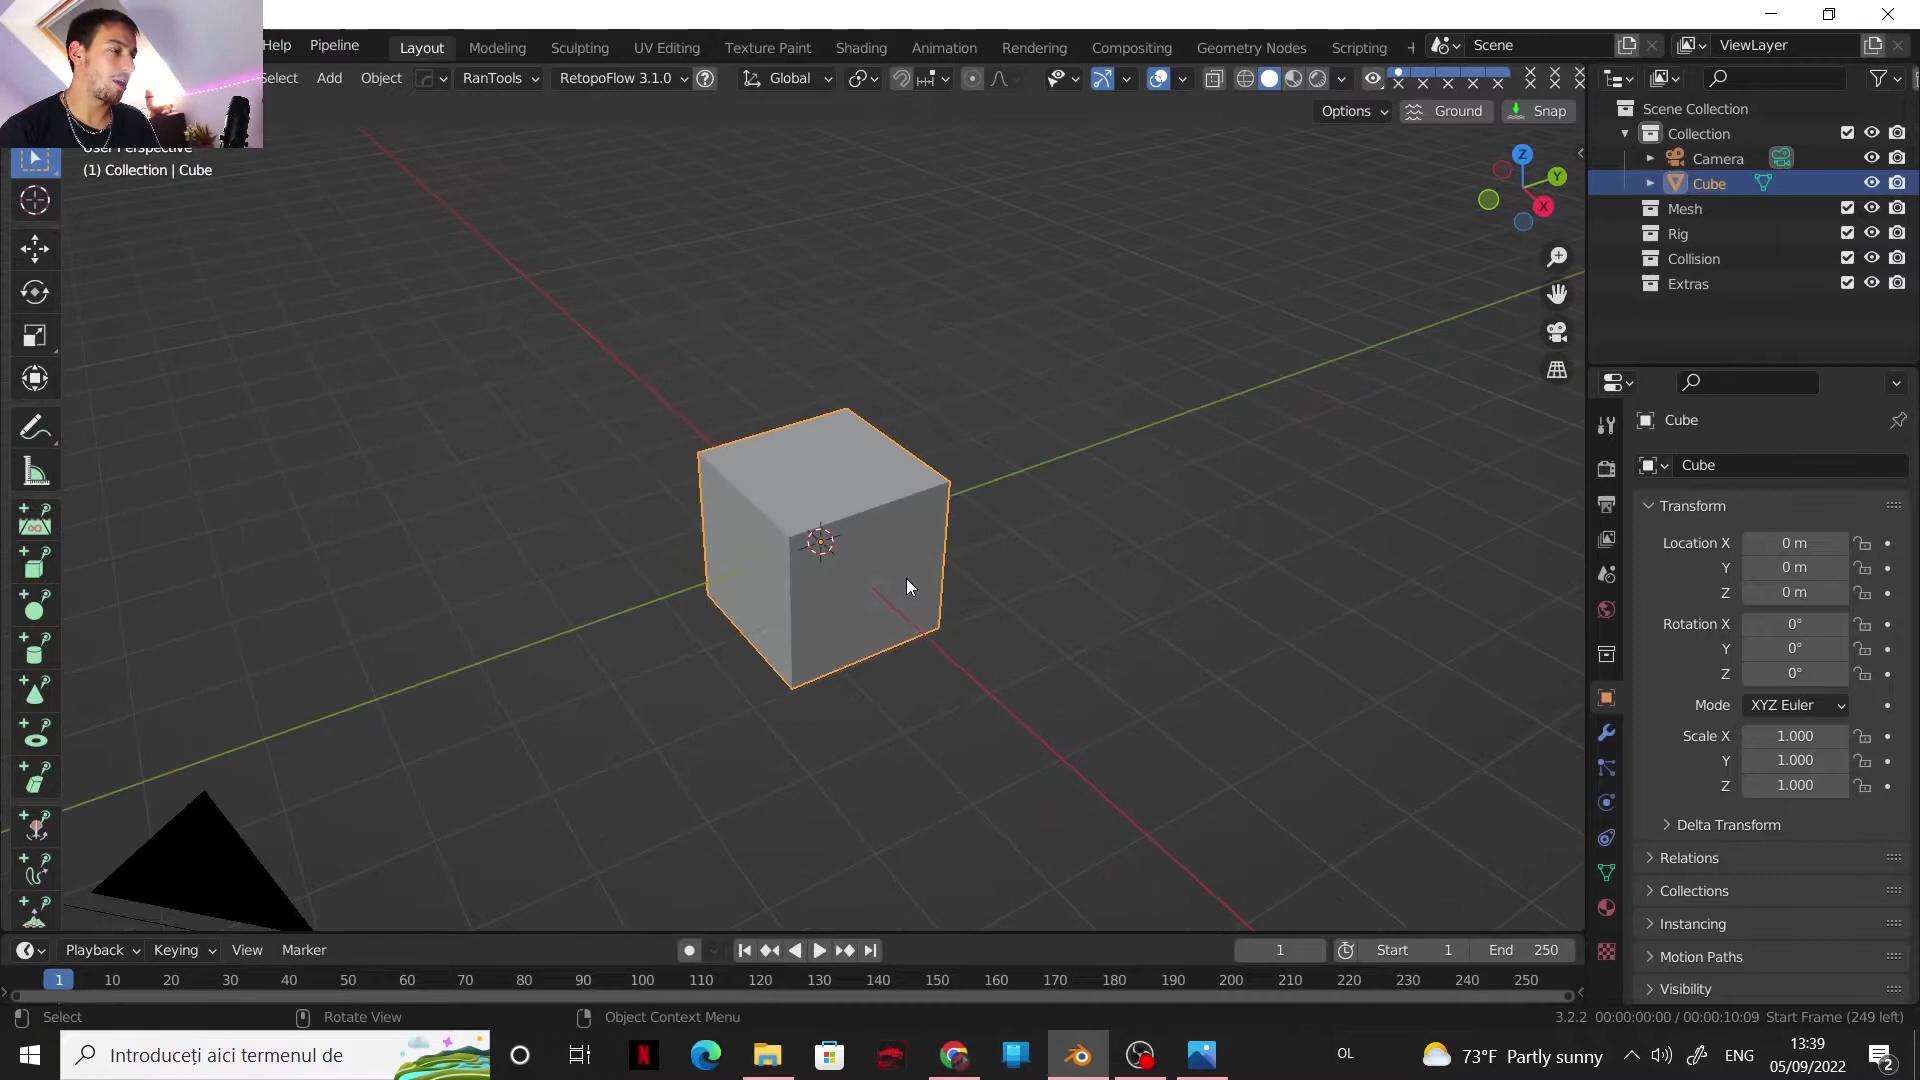 Help Pipeline Layout Modeling Sculpting UV Editing Texture Paint Shading Animation Rendering Compositing Geometry Nodes Scripting + Scene ViewLayer
Select Add Object RanTools RetopoFlow 3.1.0 Global
Options Ground Snap
User Perspective
(1) Collection | Cube
Z
Y
X
Scene Collection
Collection
Camera
Cube
Mesh
Rig
Collision
Extras
Cube
Cube
Transform
Location X 0 m
Y 0 m
Z 0 m
Rotation X 0°
Y 0°
Z 0°
Mode XYZ Euler
Scale X 1.000
Y 1.000
Z 1.000
Delta Transform
Relations
Collections
Instancing
Motion Paths
Visibility
Playback Keying View Marker 1 Start 1 End 250
1 10 20 30 40 50 60 70 80 90 100 110 120 130 140 150 160 170 180 190 200 210 220 230 240 250
Select Rotate View Object Context Menu 3.2.2 00:00:00:00 / 00:00:10:09 Start Frame (249 left)
Introduceți aici termenul de OL 73°F Partly sunny ENG 13:39
05/09/2022 2